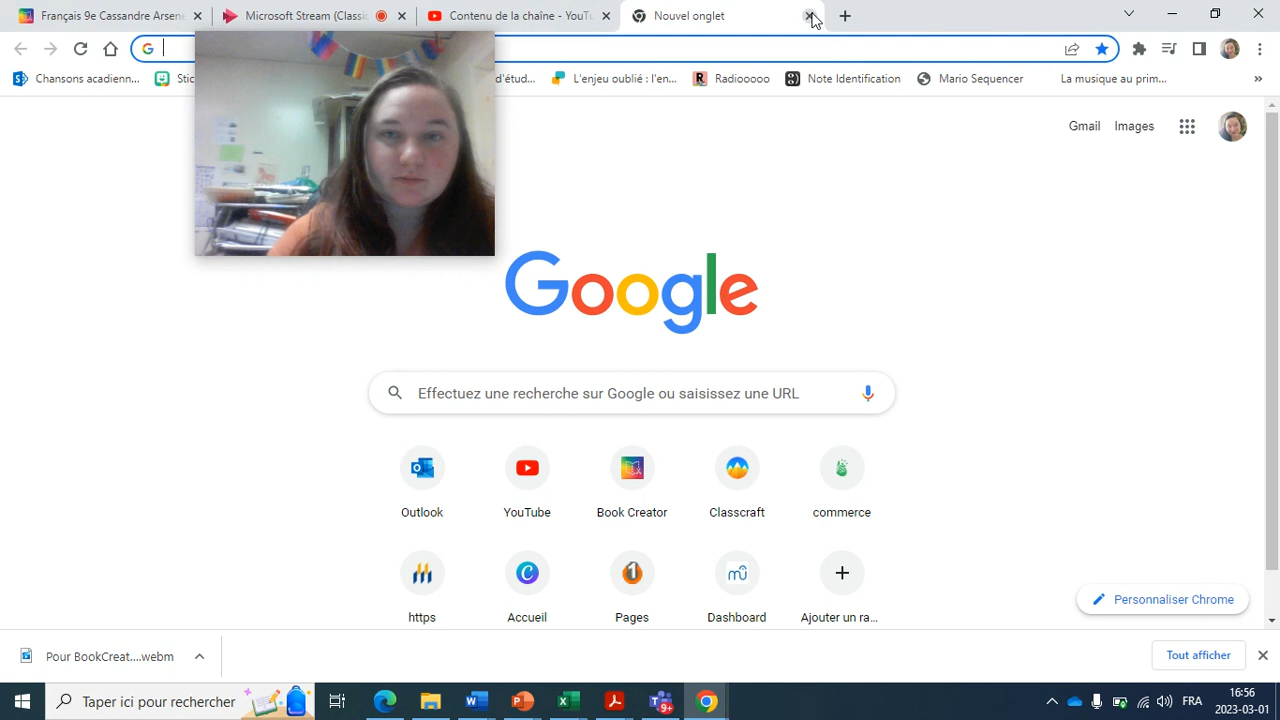 Français 9e Cassandre Arsene
Microsoft Stream (Classic
Contenu de la chaîne - YouTu
Nouvel onglet
Chansons acadienn...
Stic
d'étud...
L'enjeu oublié : l'en...
Radiooooo
Note Identification
Mario Sequencer
La musique au prim...
»
Gmail
Images
Google
Effectuez une recherche sur Google ou saisissez une URL
Outlook
YouTube
Book Creator
Classcraft
commerce
https
Accueil
Pages
Dashboard
Ajouter un ra...
Personnaliser Chrome
Pour BookCreat....webm
Tout afficher
Taper ici pour rechercher
9+
FRA
16:56
2023-03-01